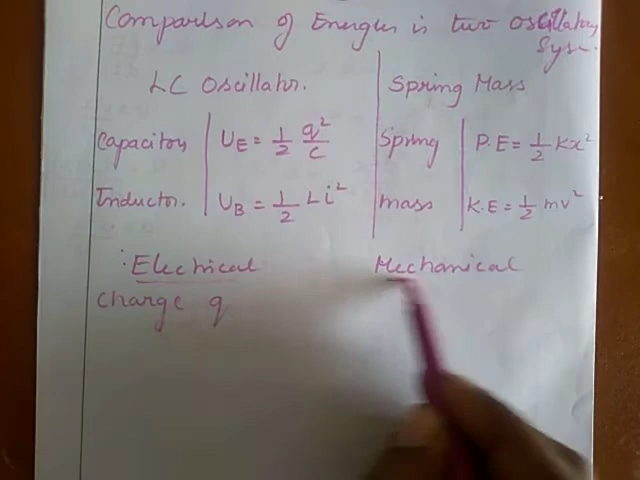 Comparison of Energies in two oscillatory
Sys.
LC Oscillator. Spring Mass
Capacitor UE = 1/2 q²/C Spring P.E = 1/2 Kx²
Inductor. UB = 1/2 Li² mass K.E = 1/2 mv²
Electrical Mechanical
charge q